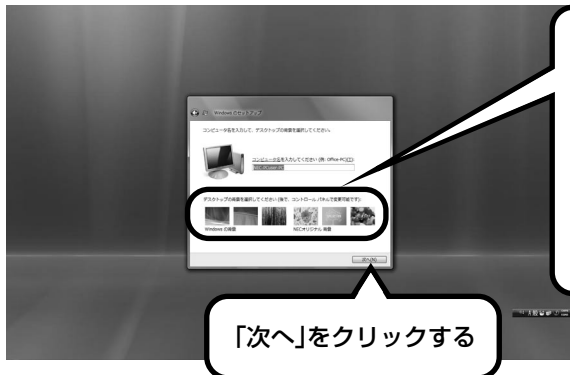 Windows のセットアップ
コンピュータ名を入力して、デスクトップの背景を選択してください。
コンピュータ名を入力してください (例: Office-PC)(T):
デスクトップの背景を選択してください (後で、コントロール パネルで変更可能です):
Windows の背景
NECオリジナル 背景
次へ(N)
「次へ」をクリックする